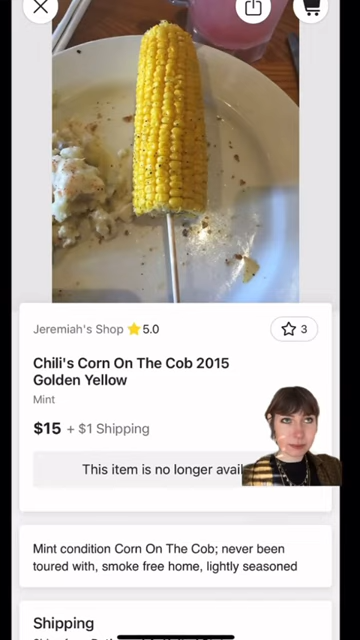 Jeremiah's Shop ⭐ 5.0
3
Chili's Corn On The Cob 2015
Golden Yellow
Mint
$15 + $1 Shipping
This item is no longer
Mint condition Corn On The Cob; never been
toured with, smoke free home, lightly seasoned
Shipping